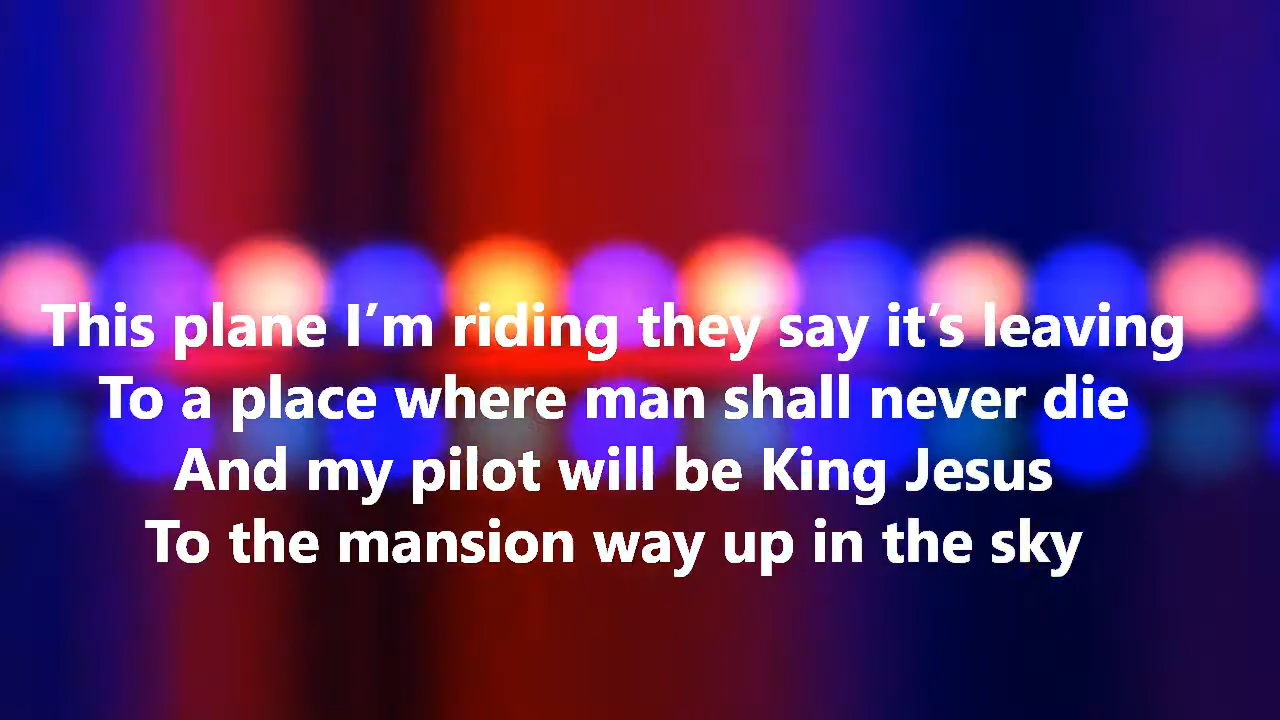 This plane I’m riding they say it’s leaving
To a place where man shall never die
And my pilot will be King Jesus
To the mansion way up in the sky